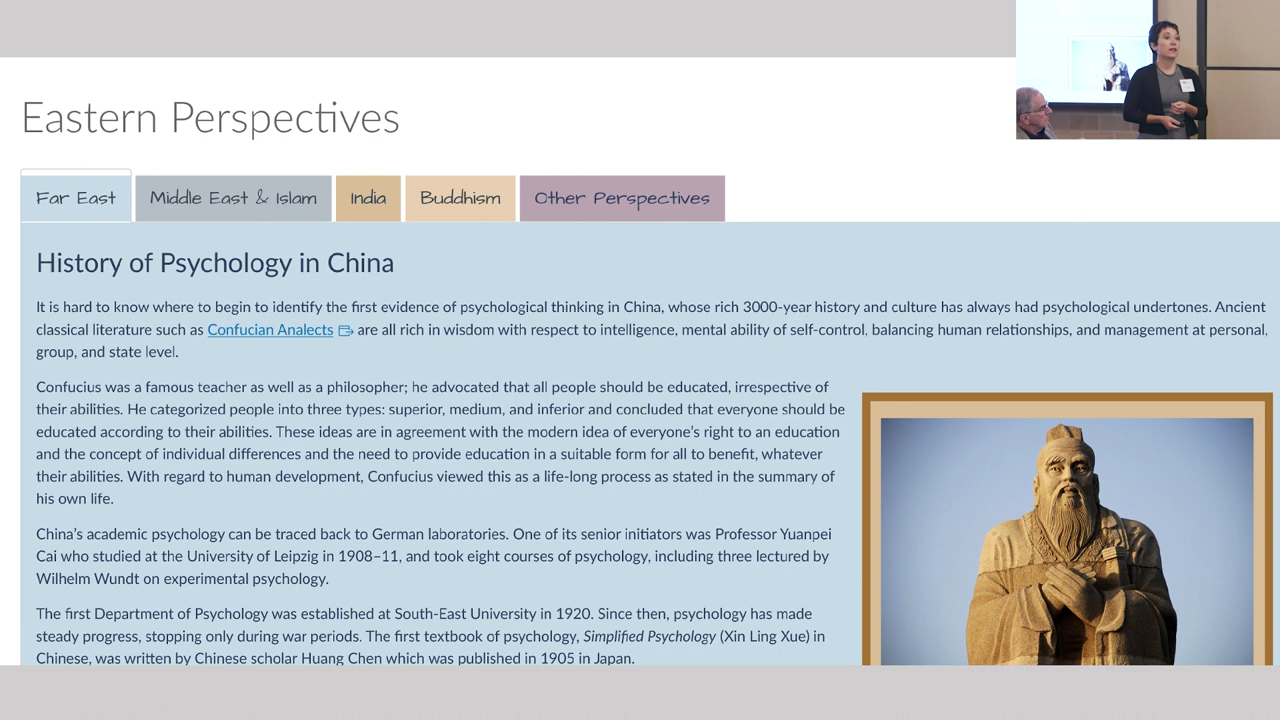 Eastern Perspectives
Far East
Middle East & Islam
India
Buddhism
Other Perspectives
History of Psychology in China
It is hard to know where to begin to identify the first evidence of psychological thinking in China, whose rich 3000-year history and culture has always had psychological undertones. Ancient
classical literature such as Confucian Analects are all rich in wisdom with respect to intelligence, mental ability of self-control, balancing human relationships, and management at personal,
group, and state level.
Confucius was a famous teacher as well as a philosopher; he advocated that all people should be educated, irrespective of
their abilities. He categorized people into three types: superior, medium, and inferior and concluded that everyone should be
educated according to their abilities. These ideas are in agreement with the modern idea of everyone's right to an education
and the concept of individual differences and the need to provide education in a suitable form for all to benefit, whatever
their abilities. With regard to human development, Confucius viewed this as a life-long process as stated in the summary of
his own life.
China's academic psychology can be traced back to German laboratories. One of its senior initiators was Professor Yuanpei
Cai who studied at the University of Leipzig in 1908–11, and took eight courses of psychology, including three lectured by
Wilhelm Wundt on experimental psychology.
The first Department of Psychology was established at South-East University in 1920. Since then, psychology has made
steady progress, stopping only during war periods. The first textbook of psychology, Simplified Psychology (Xin Ling Xue) in
Chinese, was written by Chinese scholar Huang Chen which was published in 1905 in Japan.